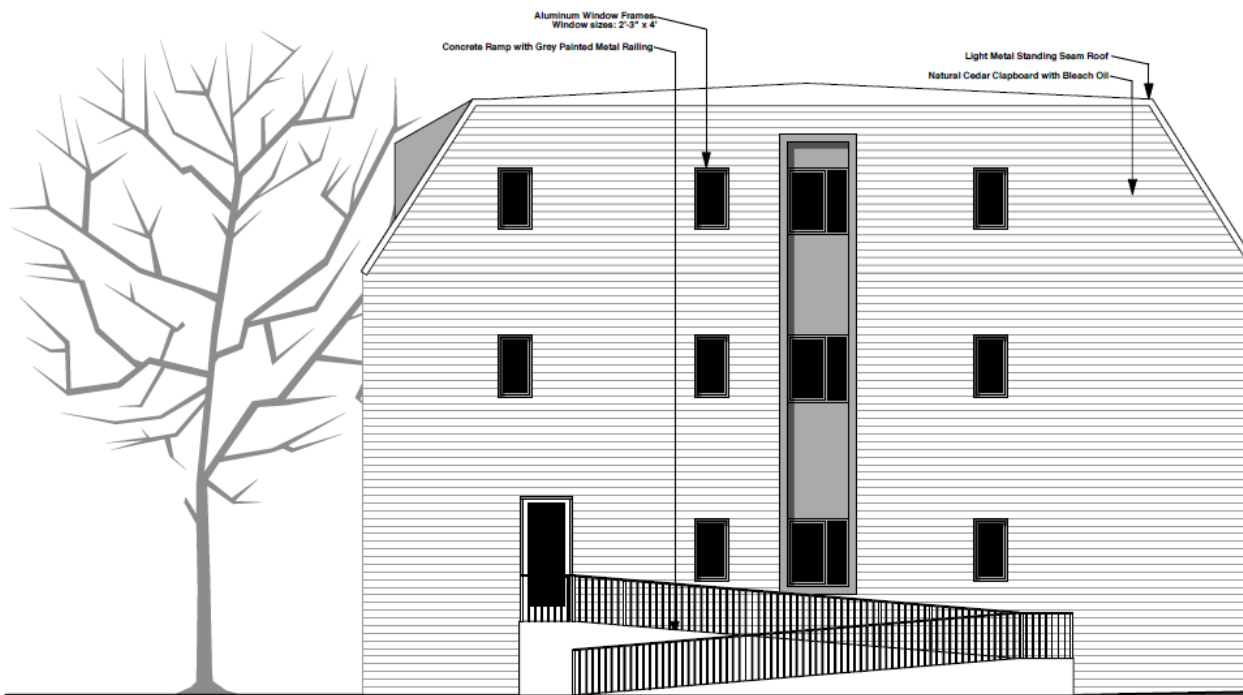 Aluminum Window Frames
Window sizes: 2'-3" x 4'
Concrete Ramp with Grey Painted Metal Railing
Light Metal Standing Seam Roof
Natural Cedar Clapboard with Bleach Oil